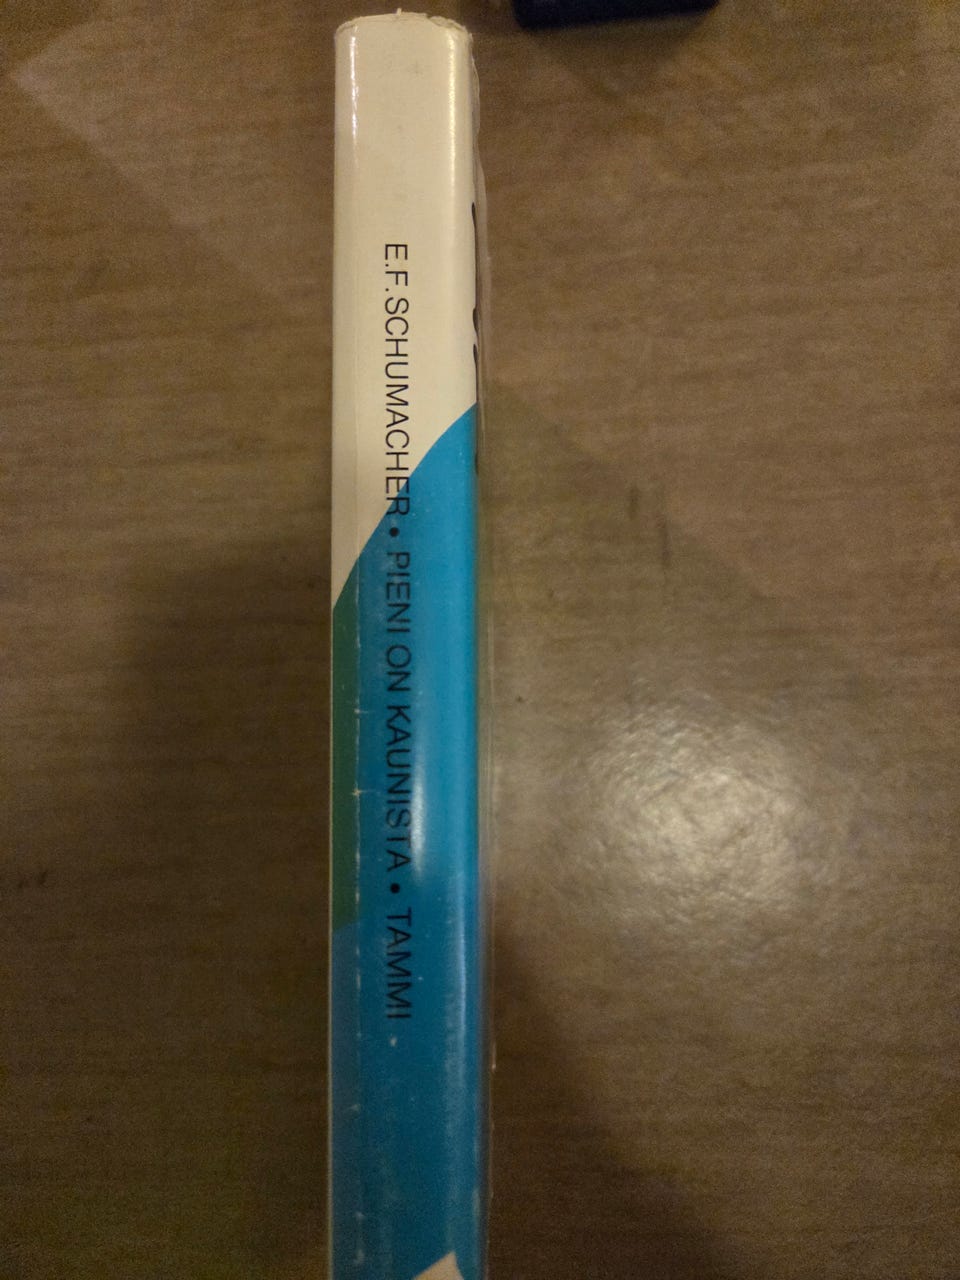 E.F. SCHUMACHER • PIENI ON KAUNISTA • TAMMI